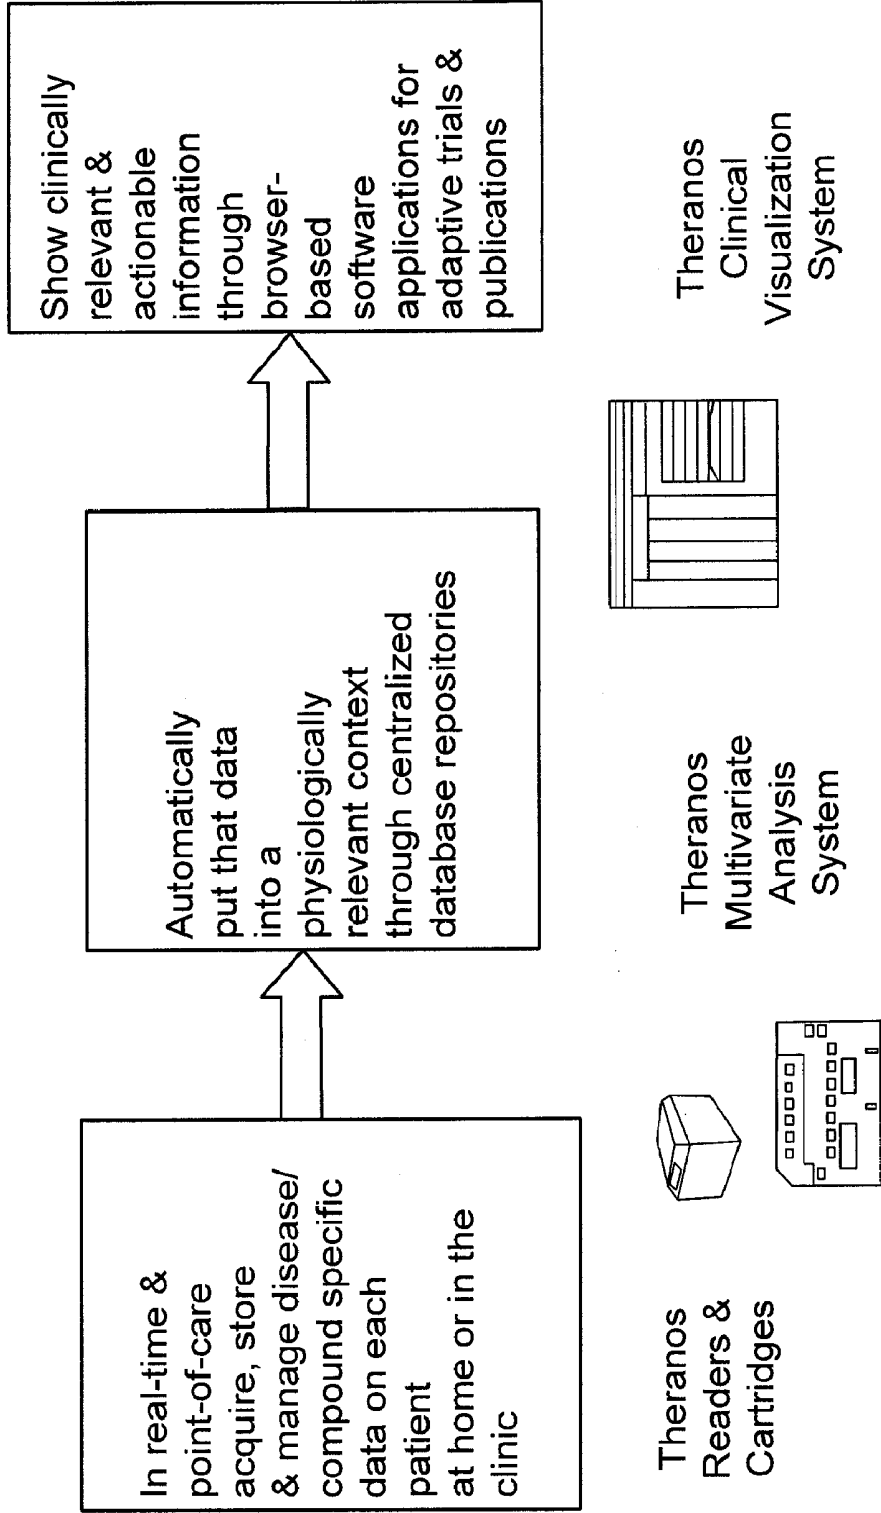 In real-time &
point-of-care
acquire, store
& manage disease/
compound specific
data on each
patient
at home or in the
clinic
Automatically
put that data
into a
physiologically
relevant context
through centralized
database repositories
Show clinically
relevant &
actionable
information
through
browser-
based
software
applications for
adaptive trials &
publications
Theranos
Readers &
Cartridges
Theranos
Multivariate
Analysis
System
Theranos
Clinical
Visualization
System